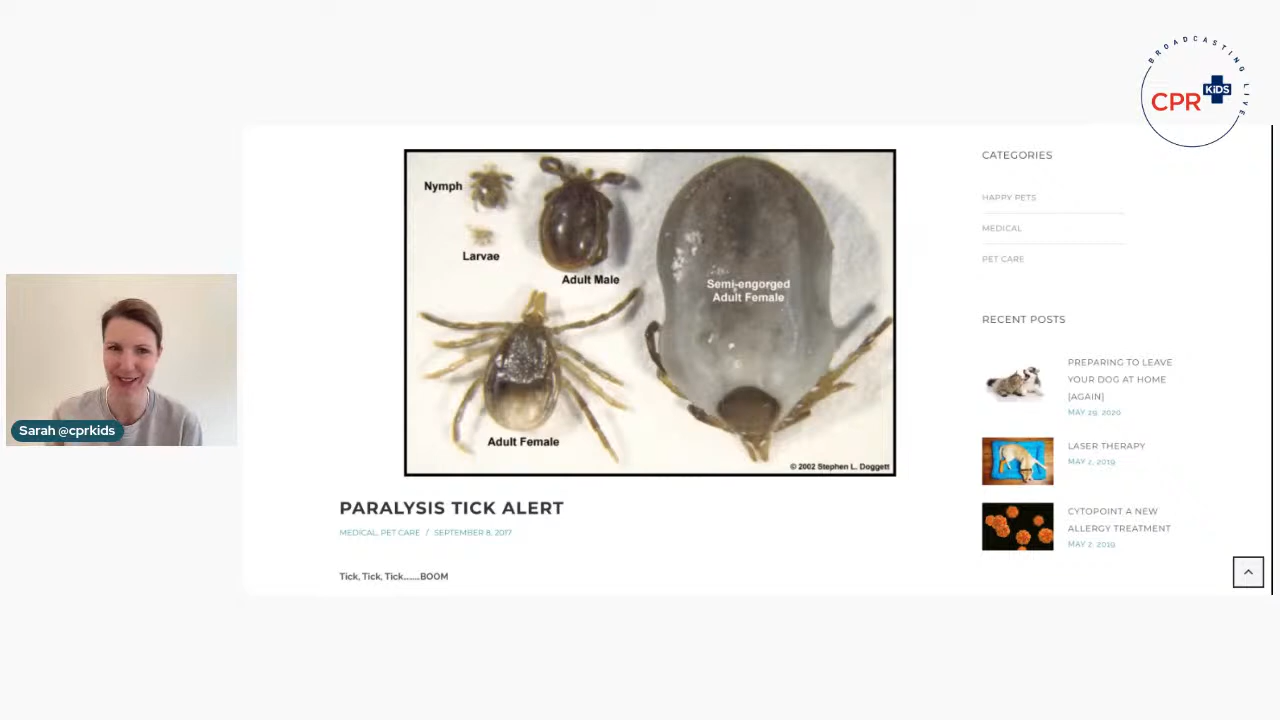 BROADCASTING LIVE
CPR KiDS
CATEGORIES
HAPPY PETS
MEDICAL
PET CARE
RECENT POSTS
PREPARING TO LEAVE
YOUR DOG AT HOME
[AGAIN]
MAY 29, 2020
LASER THERAPY
MAY 2, 2019
CYTOPOINT A NEW
ALLERGY TREATMENT
MAY 2, 2019
Nymph
Larvae
Adult Male
Semi-engorged
Adult Female
Adult Female
© 2002 Stephen L. Doggett
Sarah @cprkids
PARALYSIS TICK ALERT
MEDICAL, PET CARE / SEPTEMBER 8, 2017
Tick, Tick, Tick........BOOM